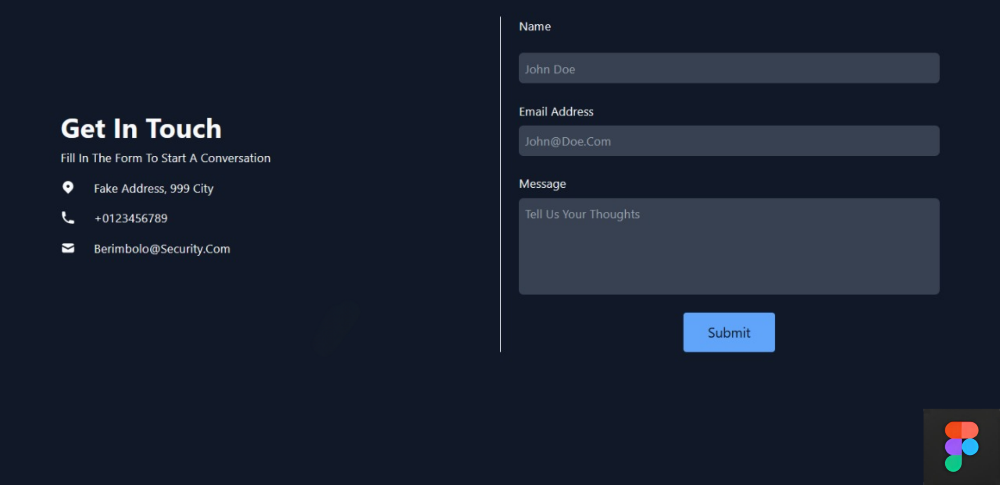 Get In Touch
Fill In The Form To Start A Conversation
Fake Address, 999 City
+0123456789
Berimbolo@Security.Com
Name
John Doe
Email Address
John@Doe.Com
Message
Tell Us Your Thoughts
Submit